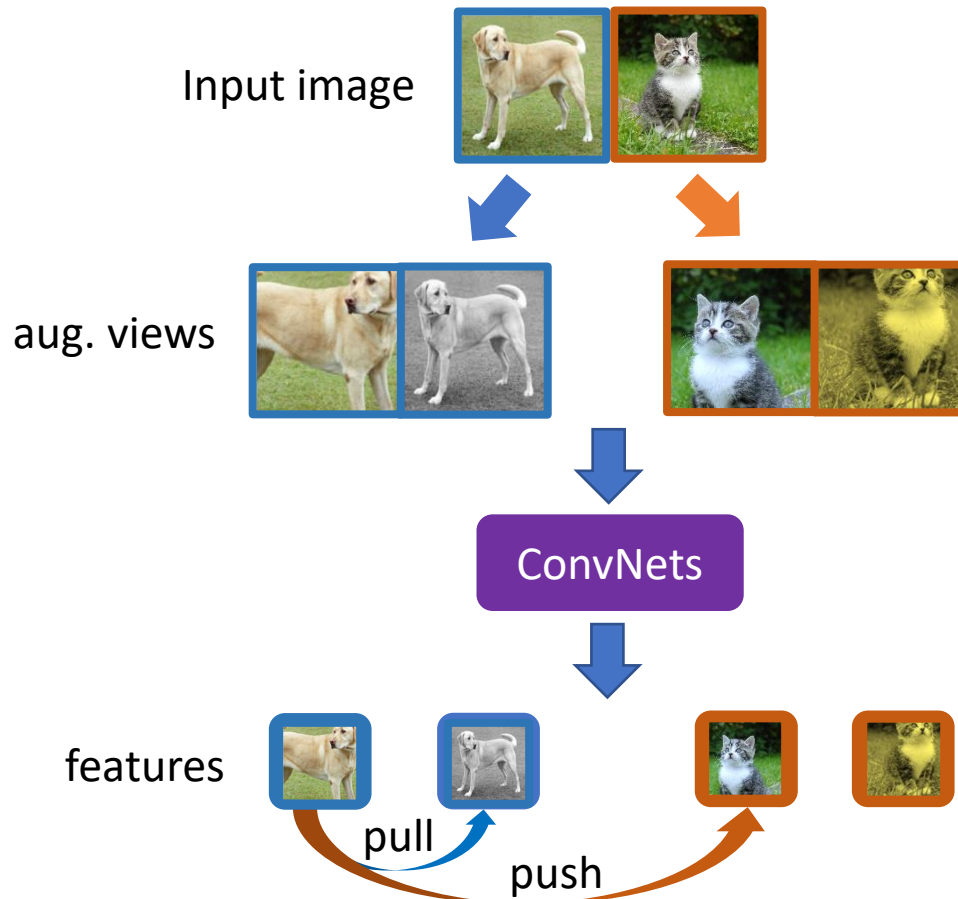 Input image
aug. views
ConvNets
features
pull
push